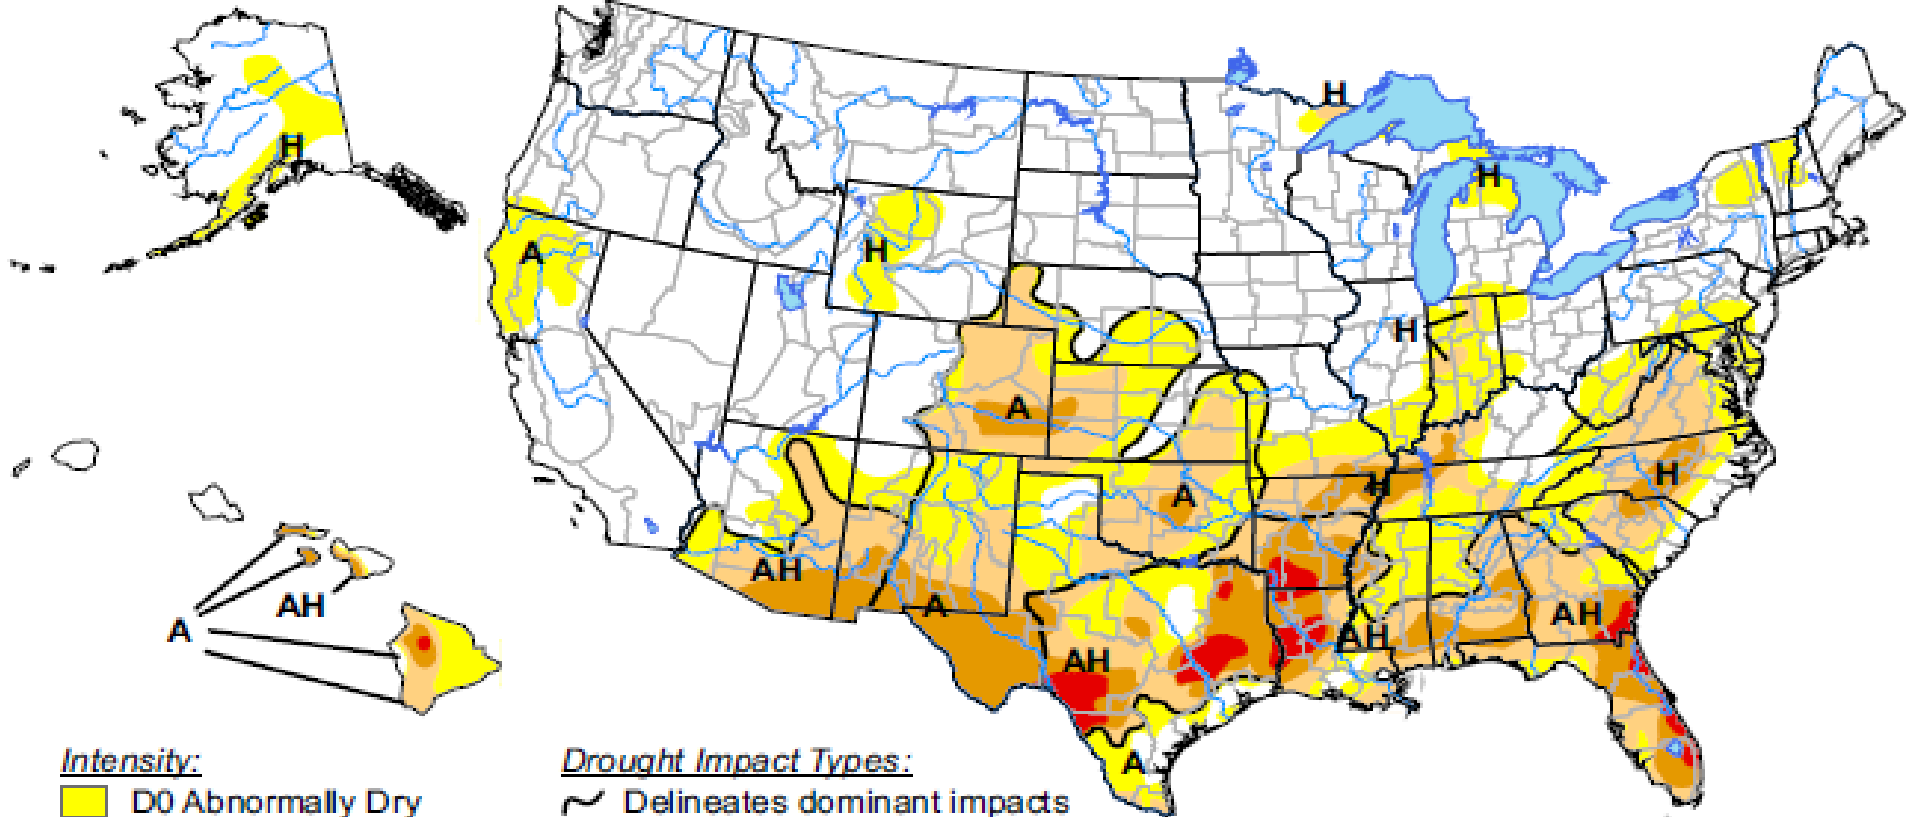 H
H
H
A
H
H
A
A
H
H
AH
A
AH
AH
AH
A
AH
A
Intensity:
Drought Impact Types:
D0 Abnormally Dry
Delineates dominant impacts